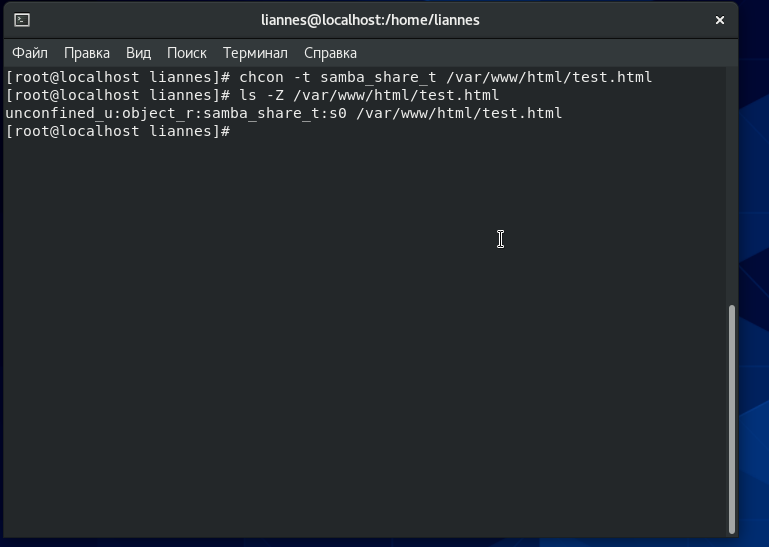 liannes@localhost:/home/liannes
Файл Правка Вид Поиск Терминал Справка
[root@localhost liannes]# chcon -t samba_share_t /var/www/html/test.html
[root@localhost liannes]# ls -Z /var/www/html/test.html
unconfined_u:object_r:samba_share_t:s0 /var/www/html/test.html
[root@localhost liannes]#